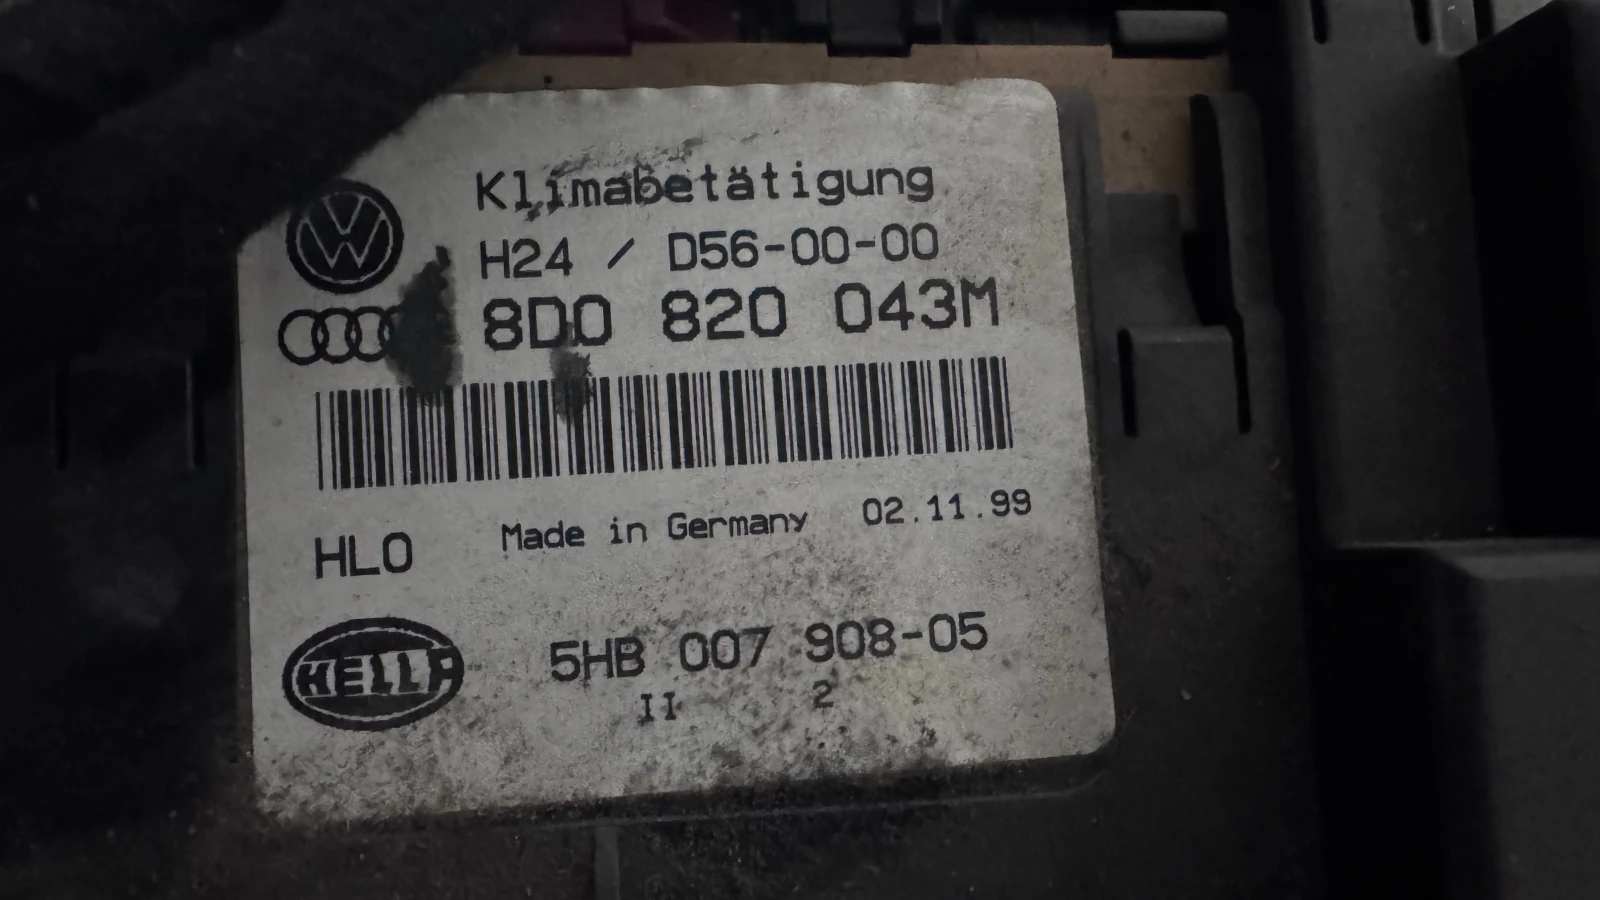 Klimabetätigung
H24 / D56-00-00
8D0 820 043M
HLO Made in Germany 02.11.99
HELLA 5HB 007 908-05
II 2